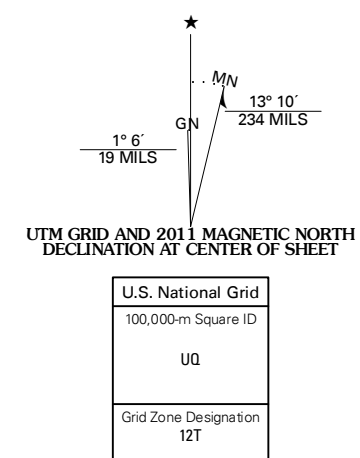 ★
MN
GN
13° 10´
234 MILS
1° 6´
19 MILS
UTM GRID AND 2011 MAGNETIC NORTH
DECLINATION AT CENTER OF SHEET
U.S. National Grid
100,000-m Square ID
UQ
Grid Zone Designation
12T